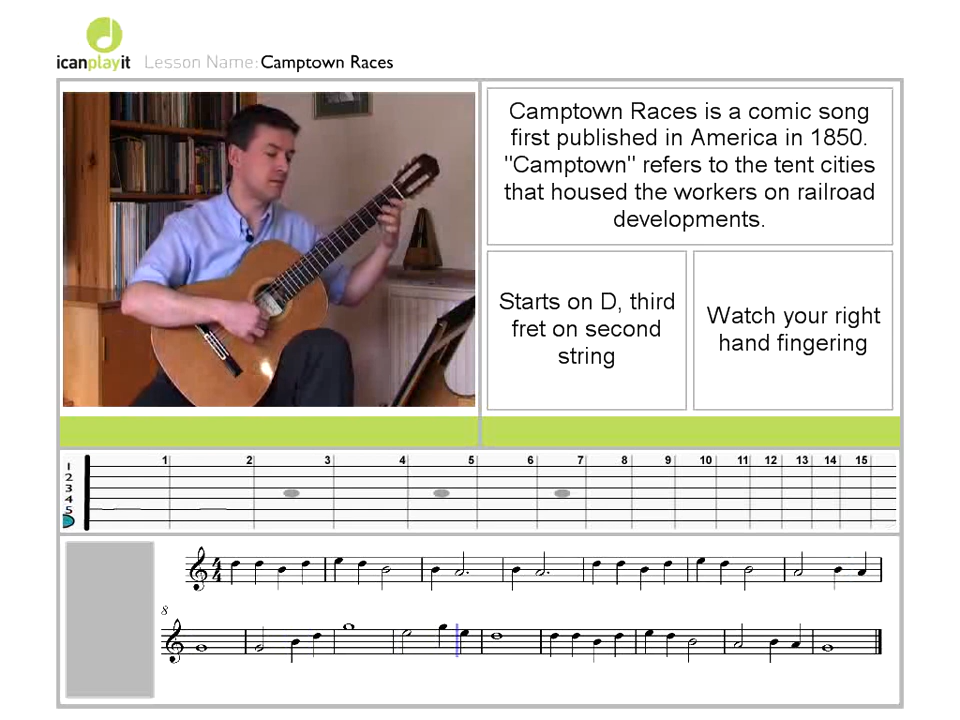 icanplayit Lesson Name: Camptown Races
Camptown Races is a comic song
first published in America in 1850.
"Camptown" refers to the tent cities
that housed the workers on railroad
developments.
Starts on D, third
fret on second
string
Watch your right
hand fingering
1 2 3 4 5 6 7 8 9 10 11 12 13 14 15
1
2
3
4
5
4
4
8